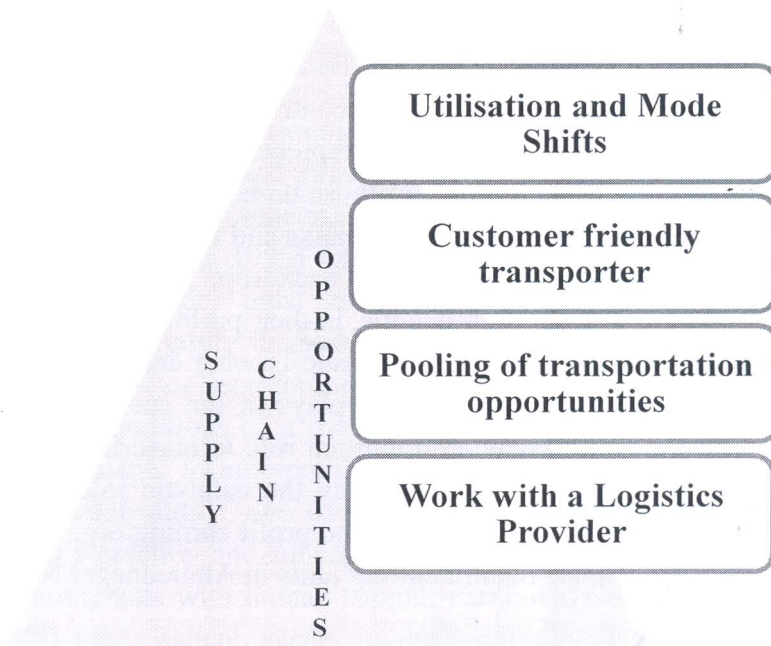 Utilisation and Mode
Shifts
Customer friendly
transporter
Pooling of transportation
opportunities
Work with a Logistics
Provider
SUPPLY
CHAIN
OPPORTUNITIES